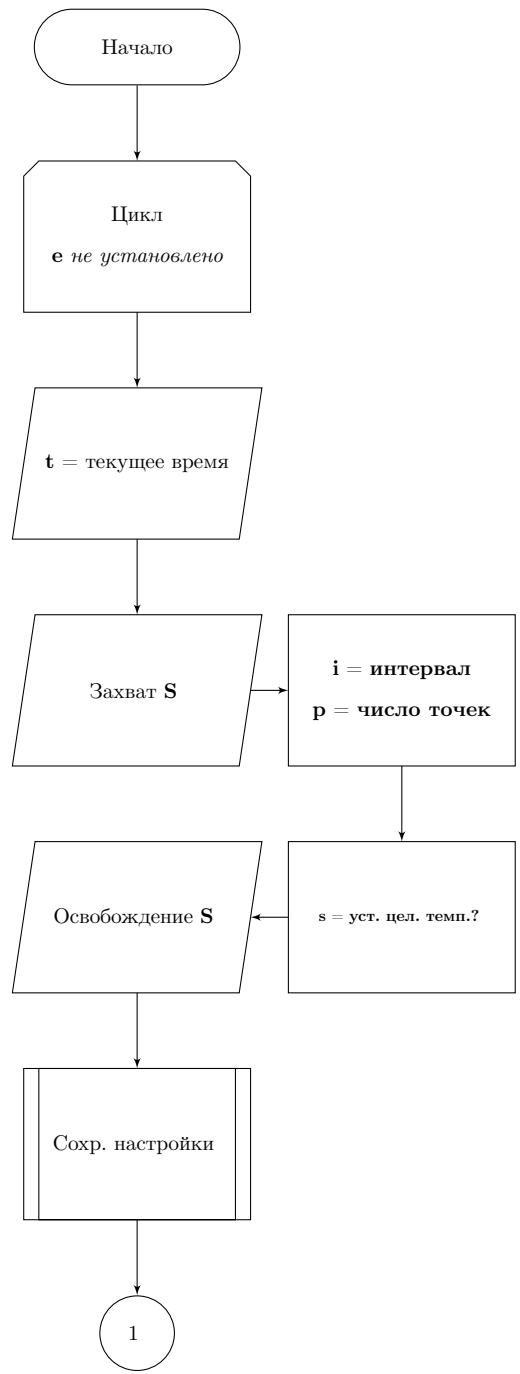 Начало
Цикл
e не установлено
t = текущее время
Захват S
i = интервал
p = число точек
s = уст. цел. темп.?
Освобождение S
Сохр. настройки
1